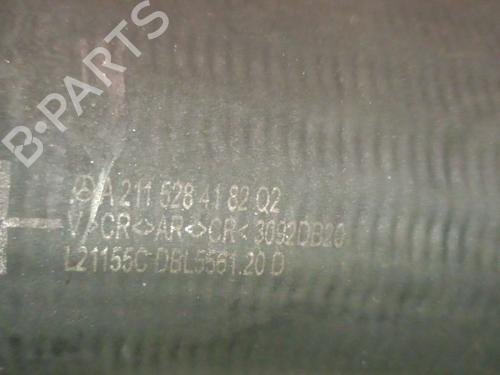 B-PARTS
A 211 528 41 82 Q2
V>CR<>AR<>CR< 3092DB20
L21155C DBL5561.20 D